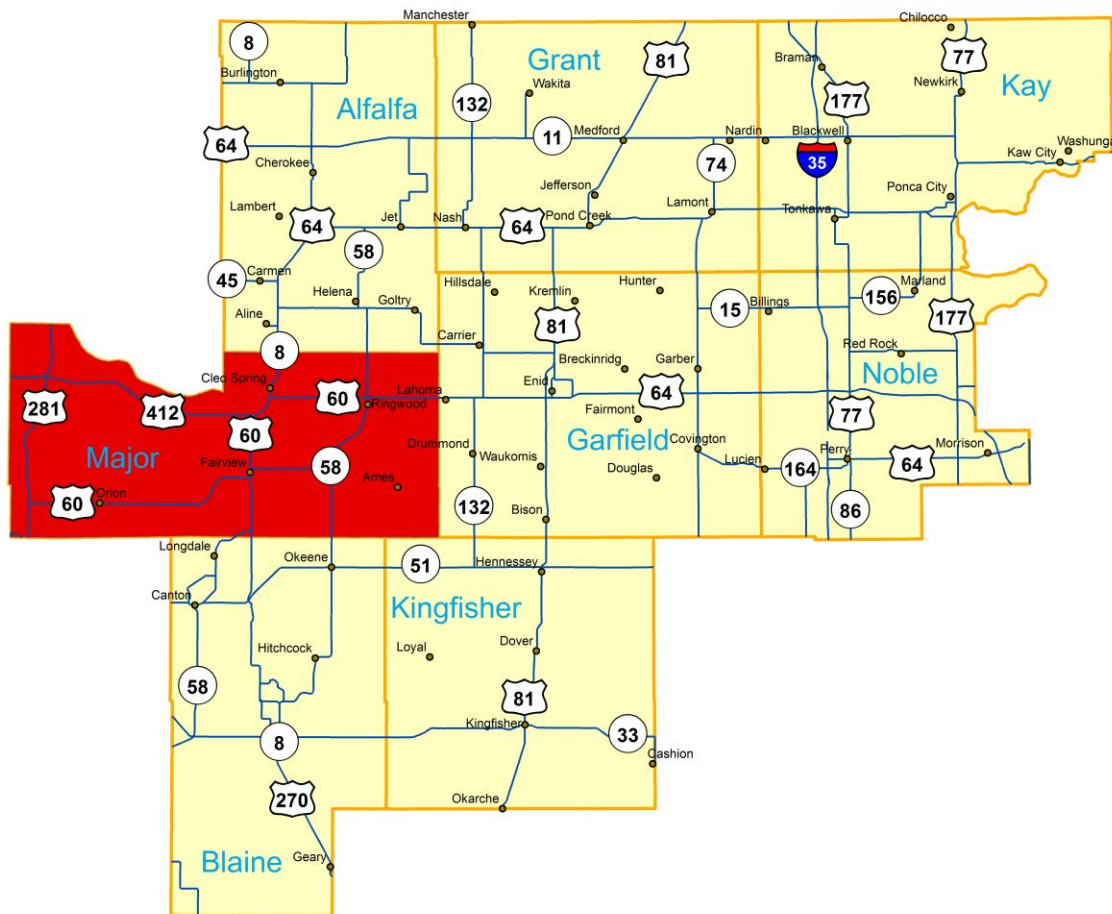 Manchester
Chilocco
8
Grant
81
77
Burlington
Braman
Wakita
Newkirk
Kay
132
177
Alfalfa
64
11
Medford
Nardin
Blackwell
Washunga
Kaw City
35
74
Cherokee
Jefferson
Ponca City
Lambert
64
Jet
Nash
64
Pond Creek
Lamont
Tonkawa
58
45
Carmen
Helena
Goltry
Hillsdale
Kremlin
Hunter
Marland
156
15
Billings
Aline
81
177
Carrier
8
Breckinridg
Garber
Red Rock
Noble
Cleo Spring
60
Lahoma
Enid
64
281
412
Ringwood
Fairmont
77
60
Major
Garfield
Fairview
58
Drummond
Waukomis
Covington
Douglas
Lucien
164
Perry
64
Morrison
60
Orion
Ames
132
Bison
86
Longdale
Okeene
51
Hennessey
Canton
Kingfisher
Hitchcock
Loyal
Dover
58
81
Kingfisher
33
8
Cashion
270
Okarche
Blaine
Geary